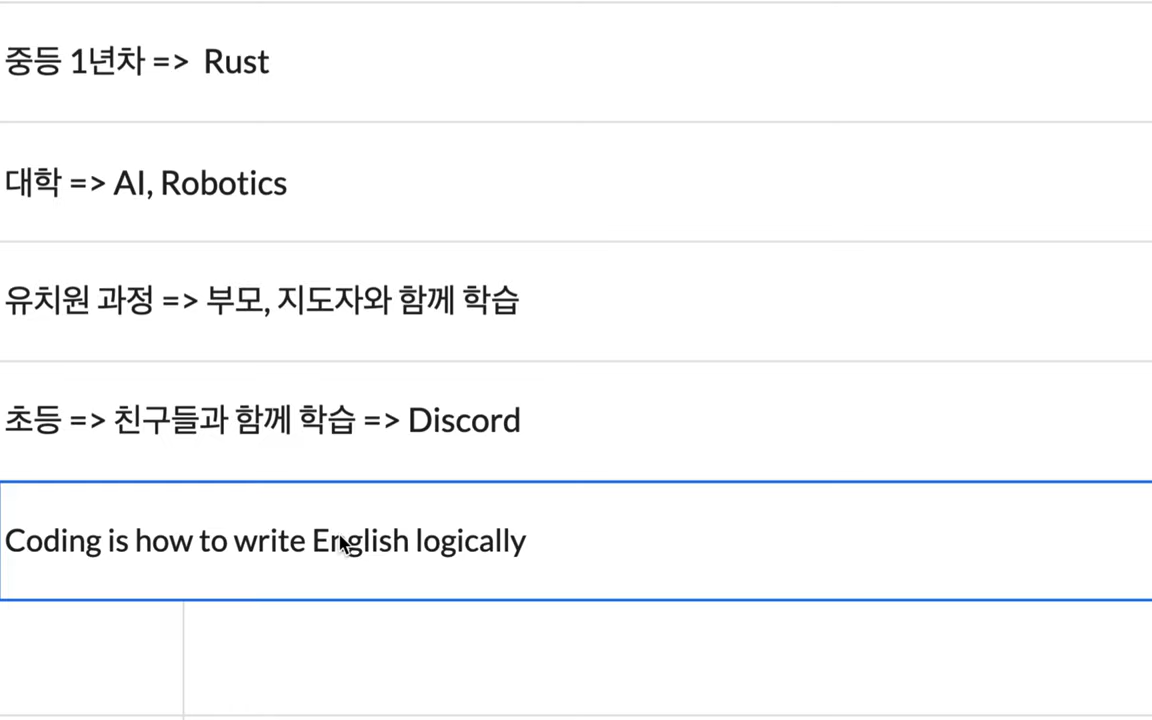 중등 1년차 => Rust
대학 => AI, Robotics
유치원 과정 => 부모, 지도자와 함께 학습
초등 => 친구들과 함께 학습 => Discord
Coding is how to write English logically